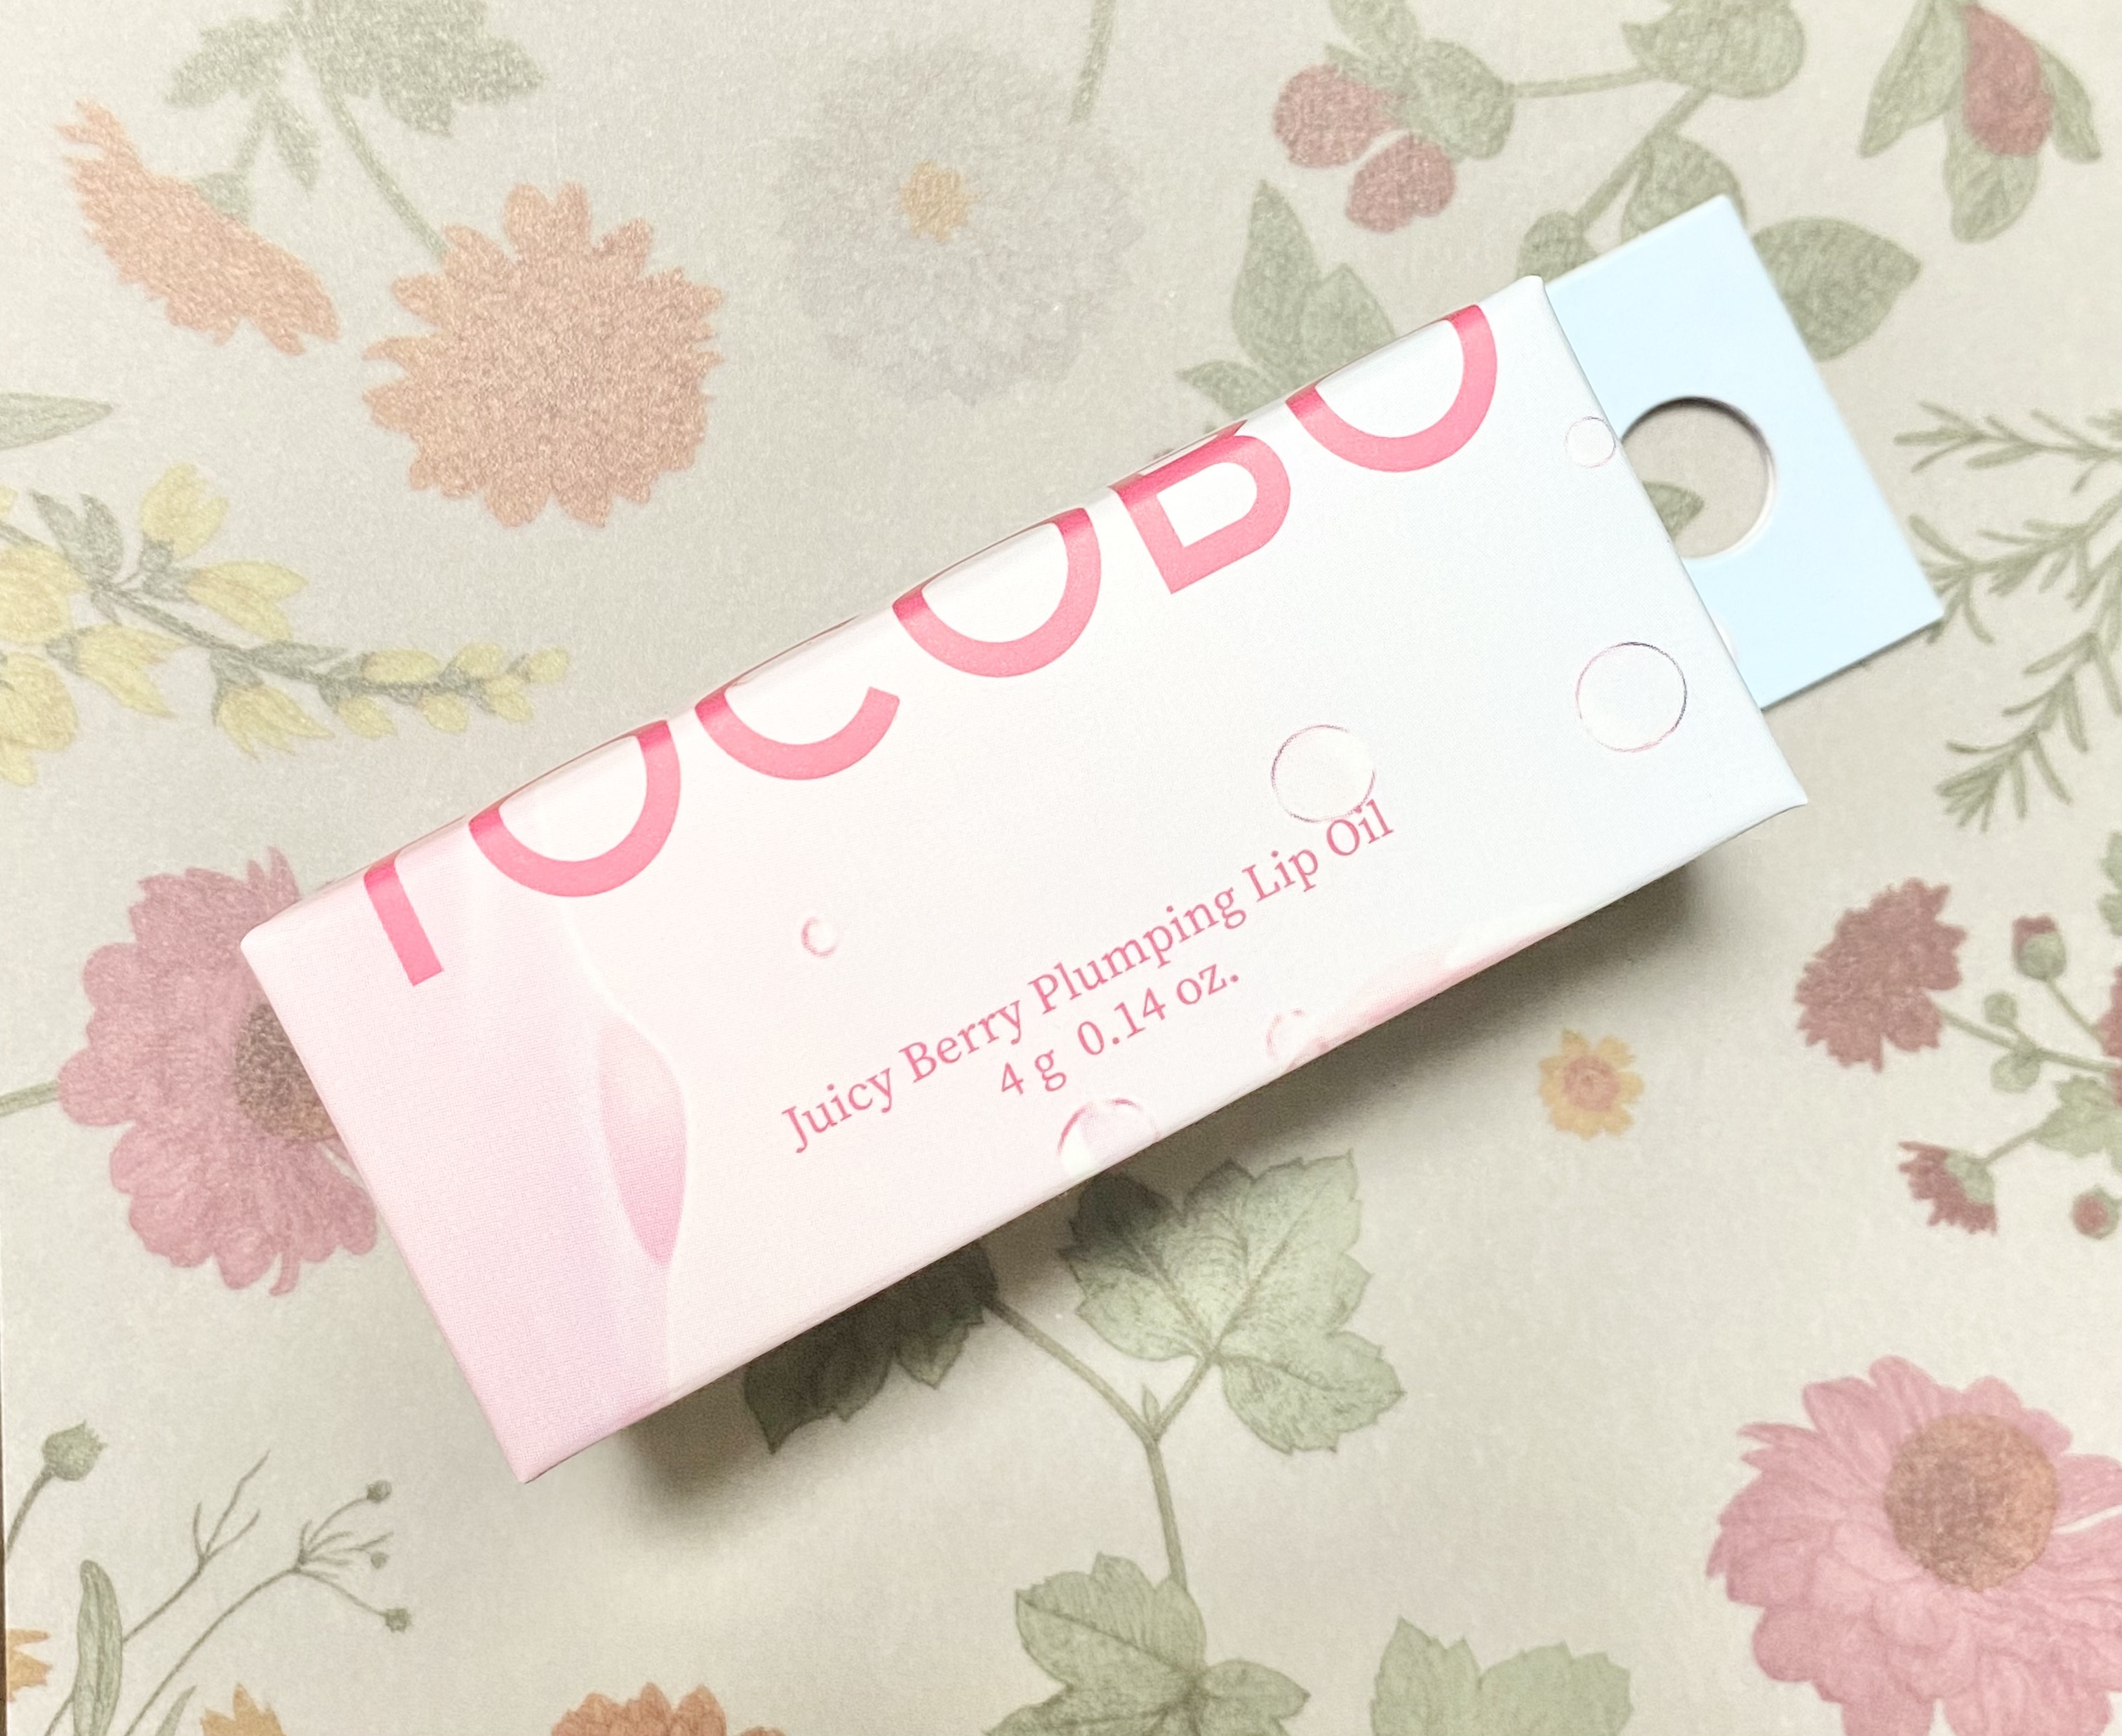 TOCOBO
Juicy Berry Plumping Lip Oil
4 g 0.14 oz.